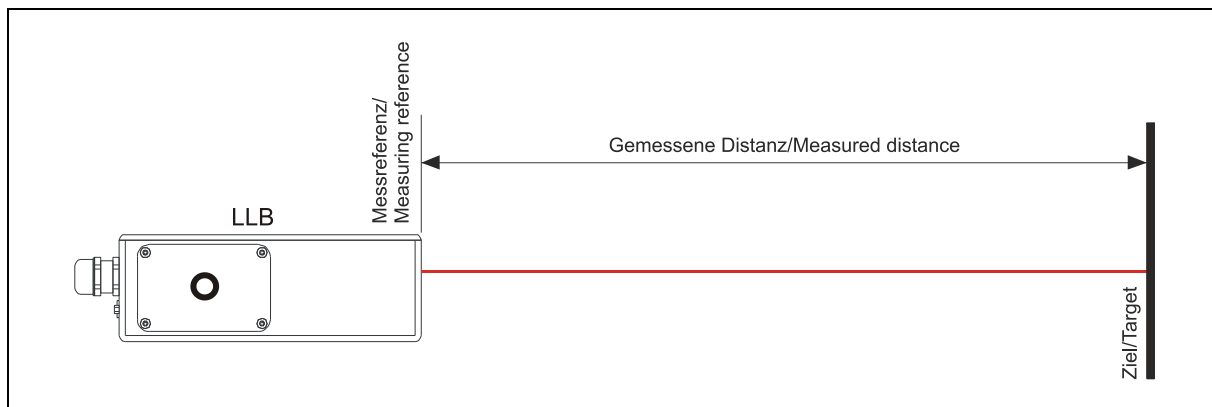 LLB
Messreferenz/
Measuring reference
Gemessene Distanz/Measured distance
Ziel/Target